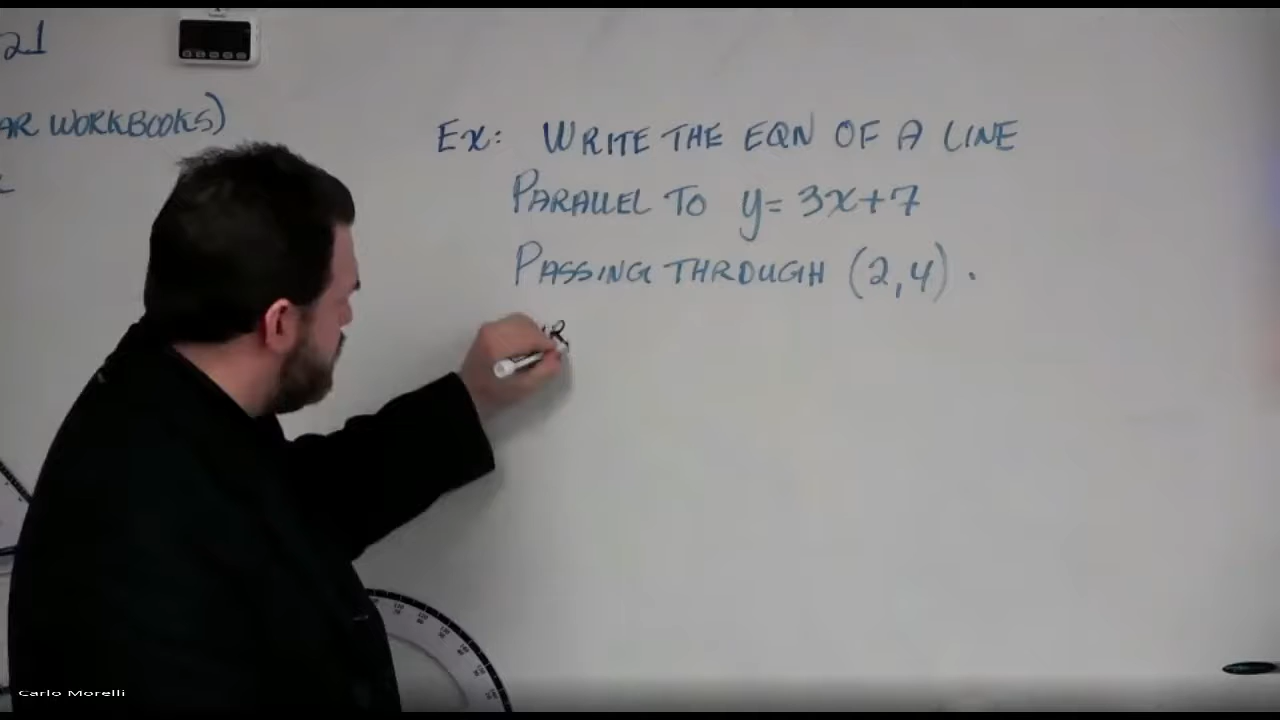 21
AR WORKBOOKS)
Ex: WRITE THE EQN OF A LINE
PARALLEL TO y = 3x+7
PASSING THROUGH (2,4).
Carlo Morelli